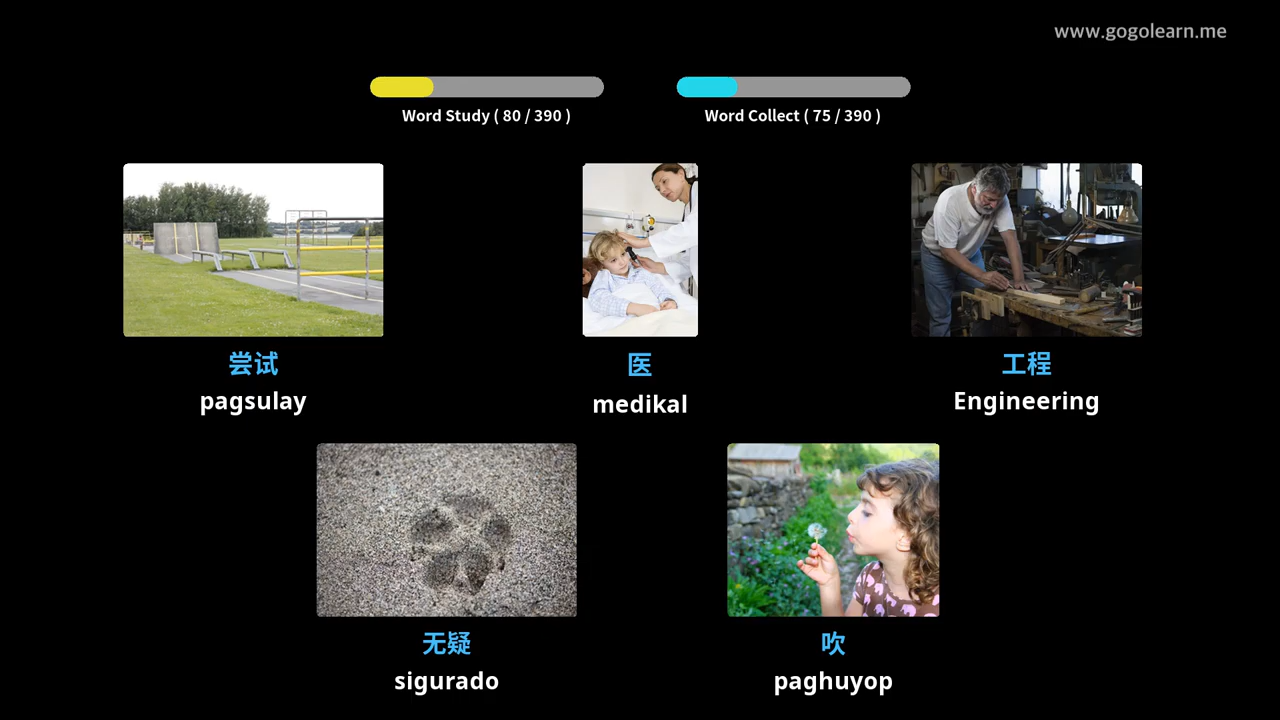 www.gogolearn.me
Word Study ( 80 / 390 )
Word Collect ( 75 / 390 )
尝试
pagsulay
医
medikal
工程
Engineering
无疑
sigurado
吹
paghuyop